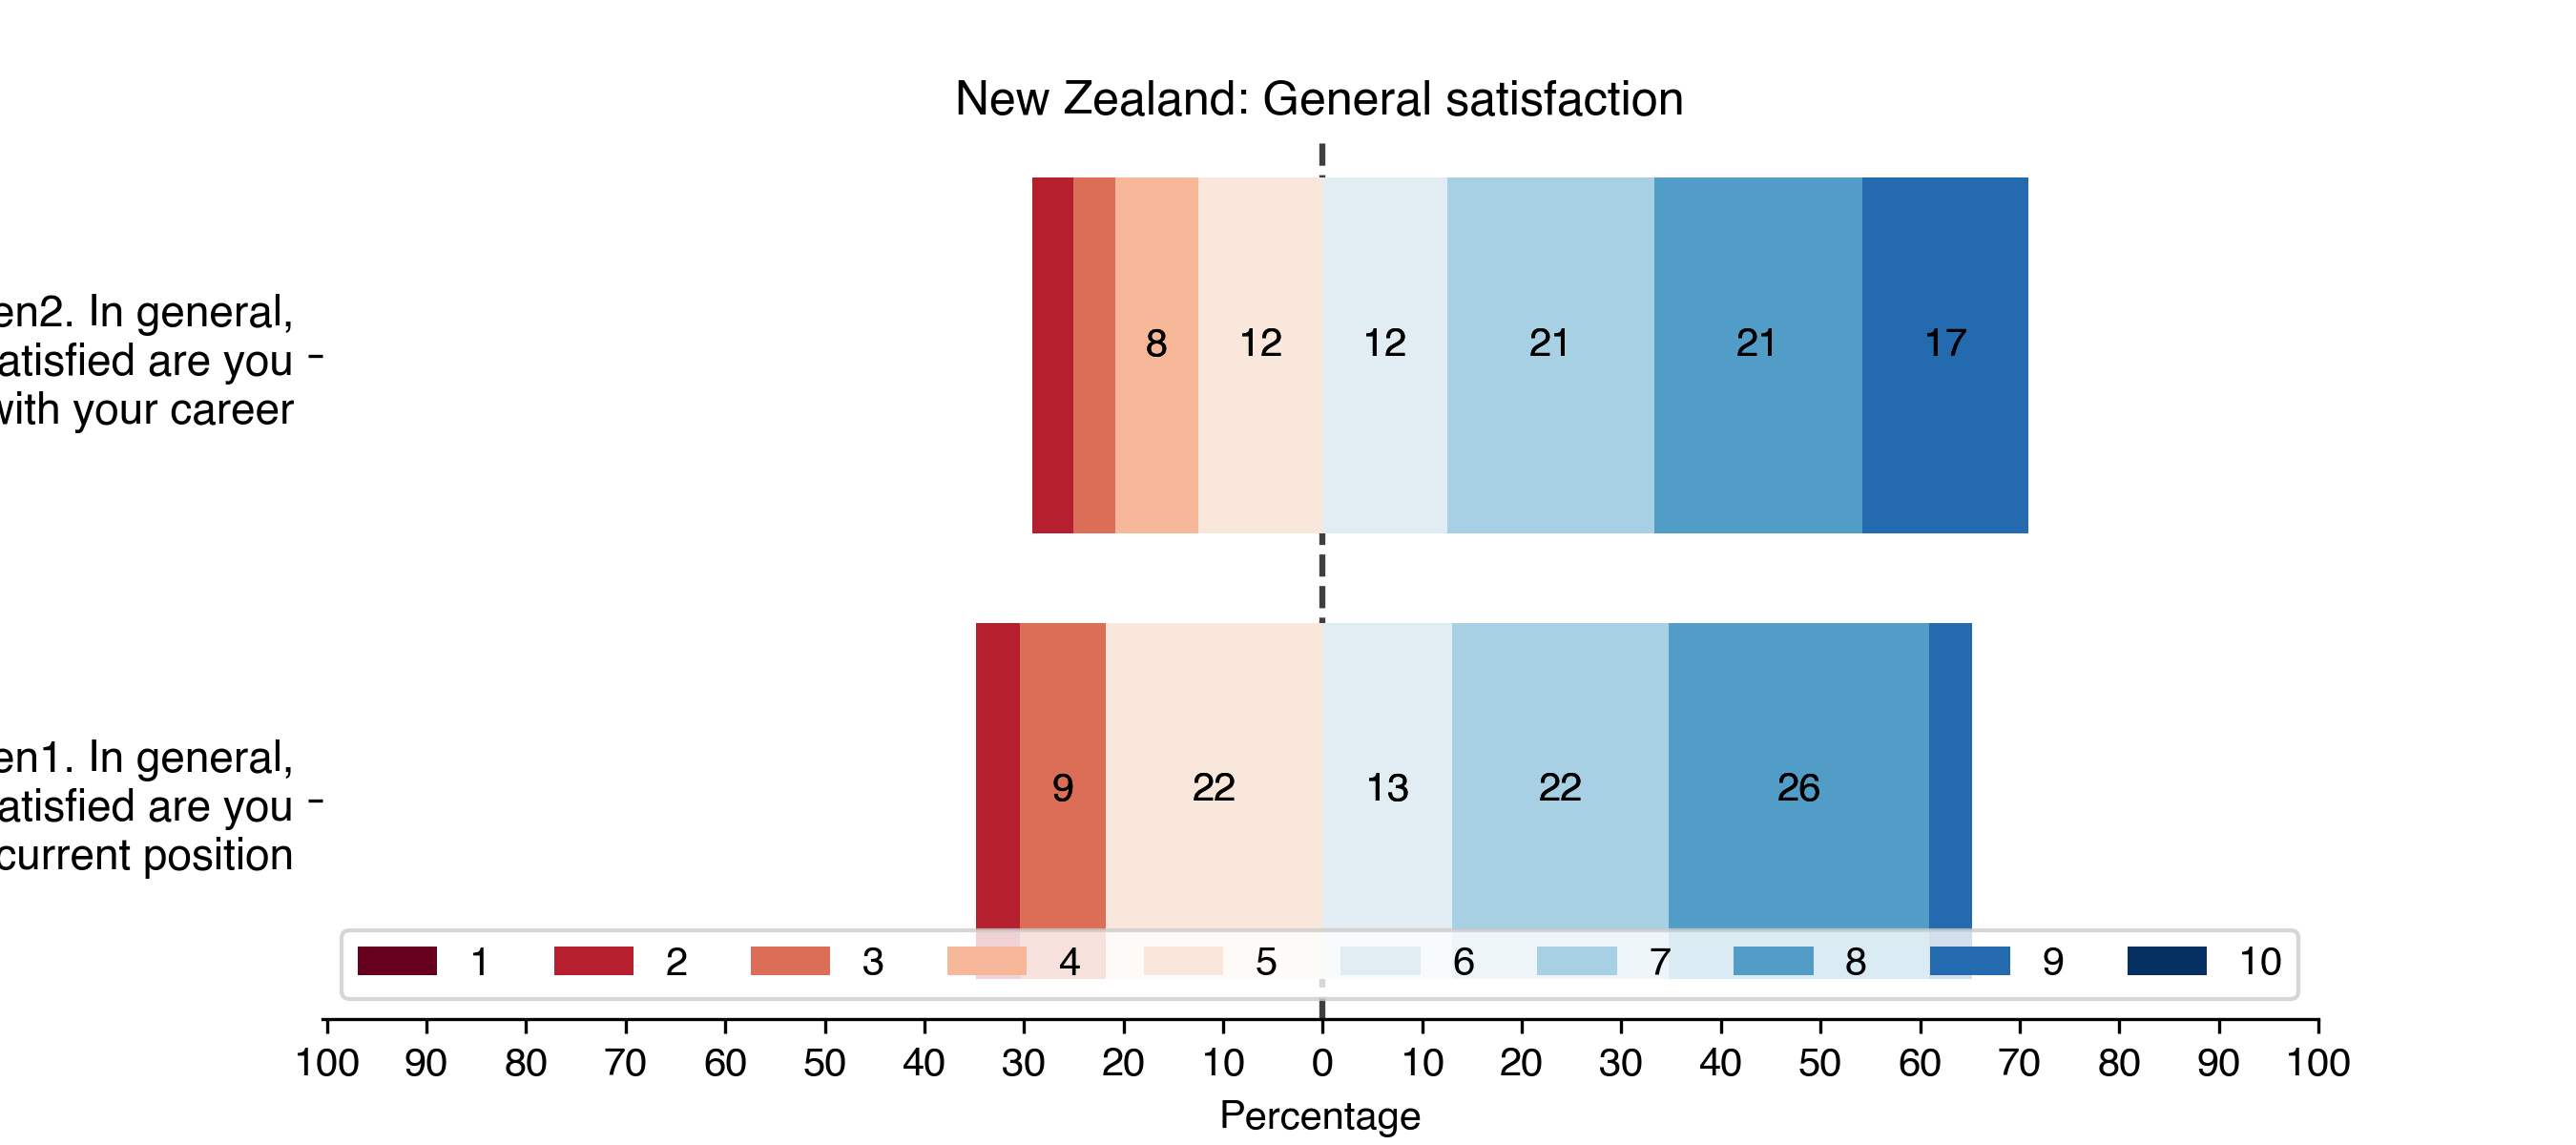 New Zealand: General satisfaction
en2. In general,
atisfied are you
with your career
8 12 12 21 21 17
en1. In general,
atisfied are you
current position
9 22 13 22 26
1 2 3 4 5 6 7 8 9 10
100 90 80 70 60 50 40 30 20 10 0 10 20 30 40 50 60 70 80 90 100
Percentage